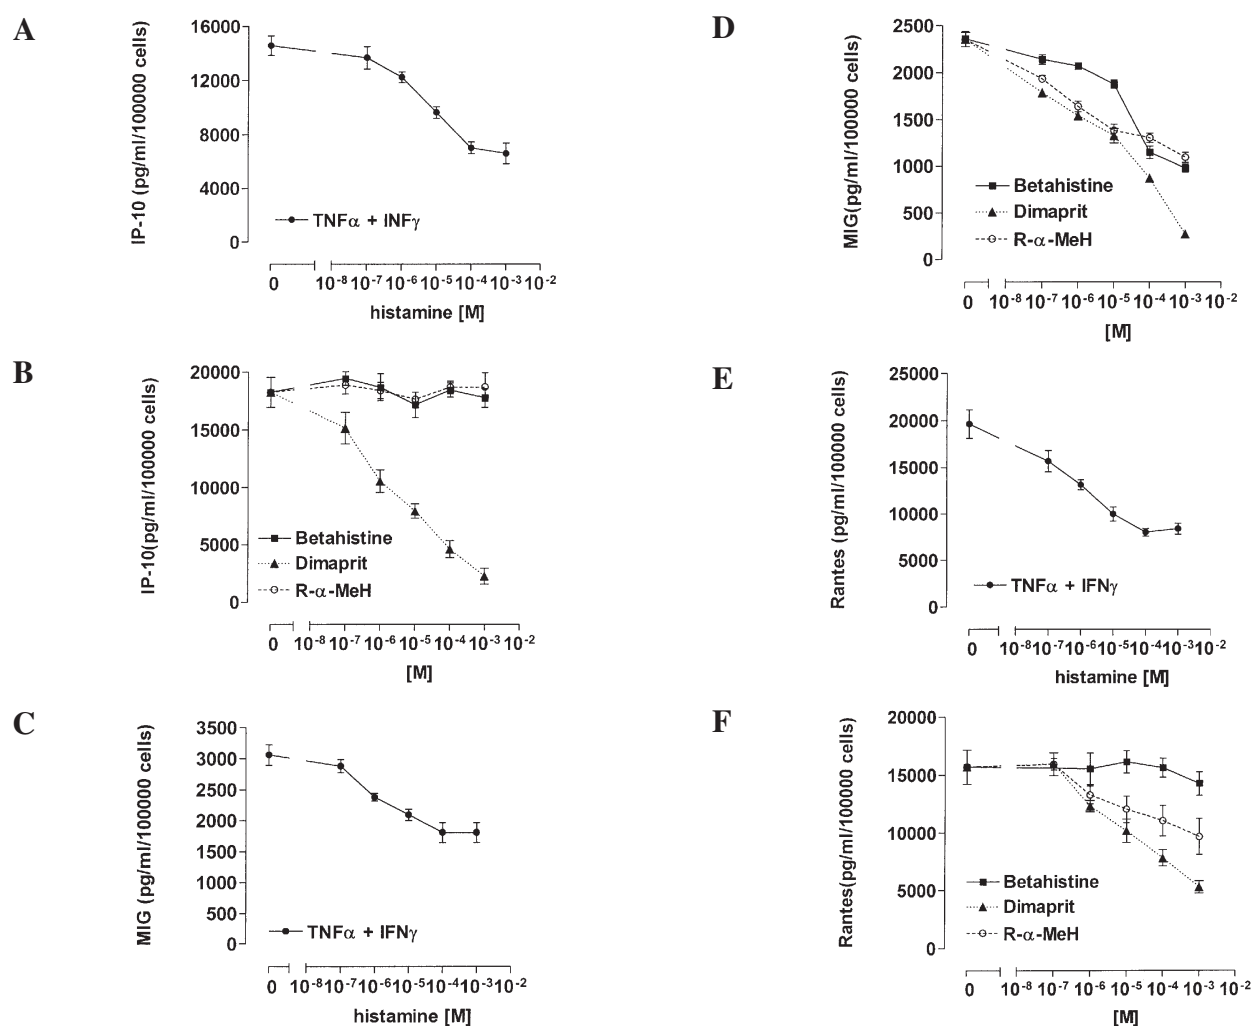 A
IP-10 (pg/ml/100000 cells)
16000
12000
8000
4000
0
TNFα + INFγ
0 10-8 10-7 10-6 10-5 10-4 10-3 10-2
histamine [M]
B
IP-10(pg/ml/100000 cells)
20000
15000
10000
5000
0
Betahistine
Dimaprit
R-α-MeH
0 10-8 10-7 10-6 10-5 10-4 10-3 10-2
[M]
C
MIG (pg/ml/100000 cells)
3500
3000
2500
2000
1500
1000
500
0
TNFα + IFNγ
0 10-8 10-7 10-6 10-5 10-4 10-3 10-2
histamine [M]
D
MIG(pg/ml/100000 cells)
2500
2000
1500
1000
500
0
Betahistine
Dimaprit
R-α-MeH
0 10-8 10-7 10-6 10-5 10-4 10-3 10-2
[M]
E
Rantes (pg/ml/100000 cells)
25000
20000
15000
10000
5000
0
TNFα + IFNγ
0 10-8 10-7 10-6 10-5 10-4 10-3 10-2
histamine [M]
F
Rantes(pg/ml/100000 cells)
20000
15000
10000
5000
0
Betahistine
Dimaprit
R-α-MeH
0 10-8 10-7 10-6 10-5 10-4 10-3 10-2
[M]